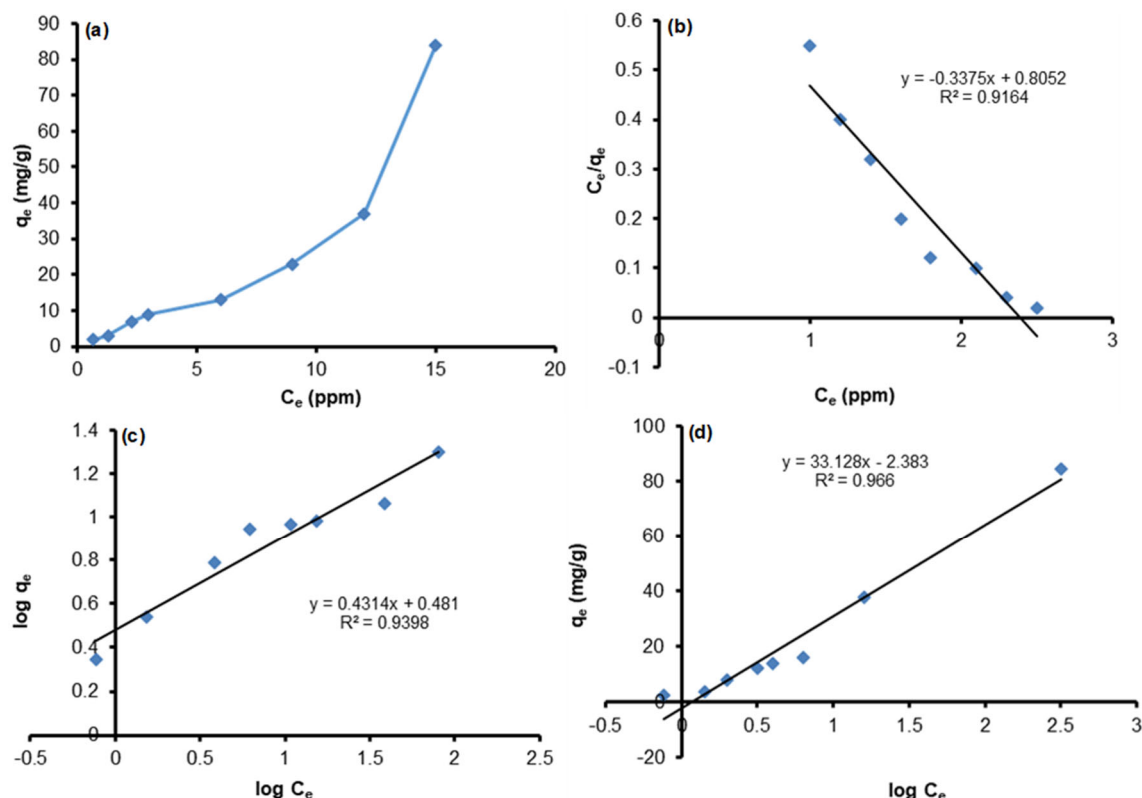 (a)
90
80
70
60
50
40
30
20
10
0
0 5 10 15 20
qe (mg/g)
Ce (ppm)
(b)
0.6
0.5
0.4
0.3
0.2
0.1
0
-0.1
0 1 2 3
Ce/qe
Ce (ppm)
y = -0.3375x + 0.8052
R² = 0.9164
(c)
1.4
1.2
1
0.8
0.6
0.4
0.2
0
-0.5 0 0.5 1 1.5 2 2.5
log qe
log Ce
y = 0.4314x + 0.481
R² = 0.9398
(d)
100
80
60
40
20
0
-20
-0.5 0 0.5 1 1.5 2 2.5 3
qe (mg/g)
log Ce
y = 33.128x - 2.383
R² = 0.966